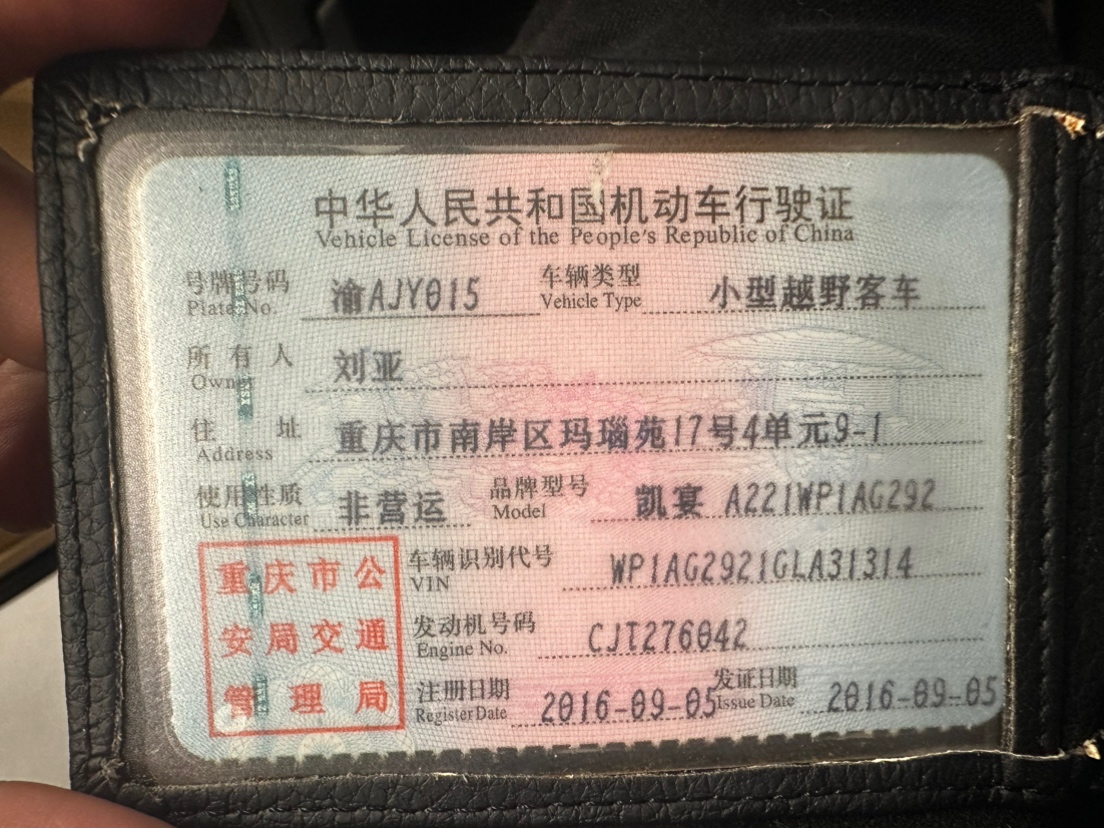 中华人民共和国机动车行驶证
Vehicle License of the People's Republic of China
号牌号码 渝AJY015 车辆类型 小型越野客车
Plate No. Vehicle Type
所有人 刘亚
Owner
住址 重庆市南岸区玛瑙苑17号4单元9-1
Address
使用性质 非营运 品牌型号 凯宴 A221WP1AG292
Use Character Model
车辆识别代号 WP1AG2921GLA31314
VIN
发动机号码 CJT276042
Engine No.
注册日期 2016-09-05 发证日期 2016-09-05
Register Date Issue Date
重庆市公
安局交通
管理局